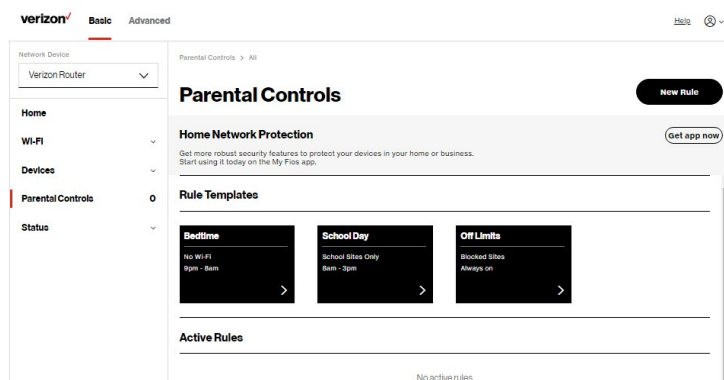 verizon✓ Basic Advanced Help
Network Device
Verizon Router
Home
Wi-Fi
Devices
Parental Controls 0
Status
Parental Controls > All
Parental Controls
New Rule
Home Network Protection
Get app now
Get more robust security features to protect your devices in your home or business.
Start using it today on the My Fios app.
Rule Templates
Bedtime
No Wi-Fi
9pm - 8am
School Day
School Sites Only
8am - 3pm
Off Limits
Blocked Sites
Always on
Active Rules
No active rules